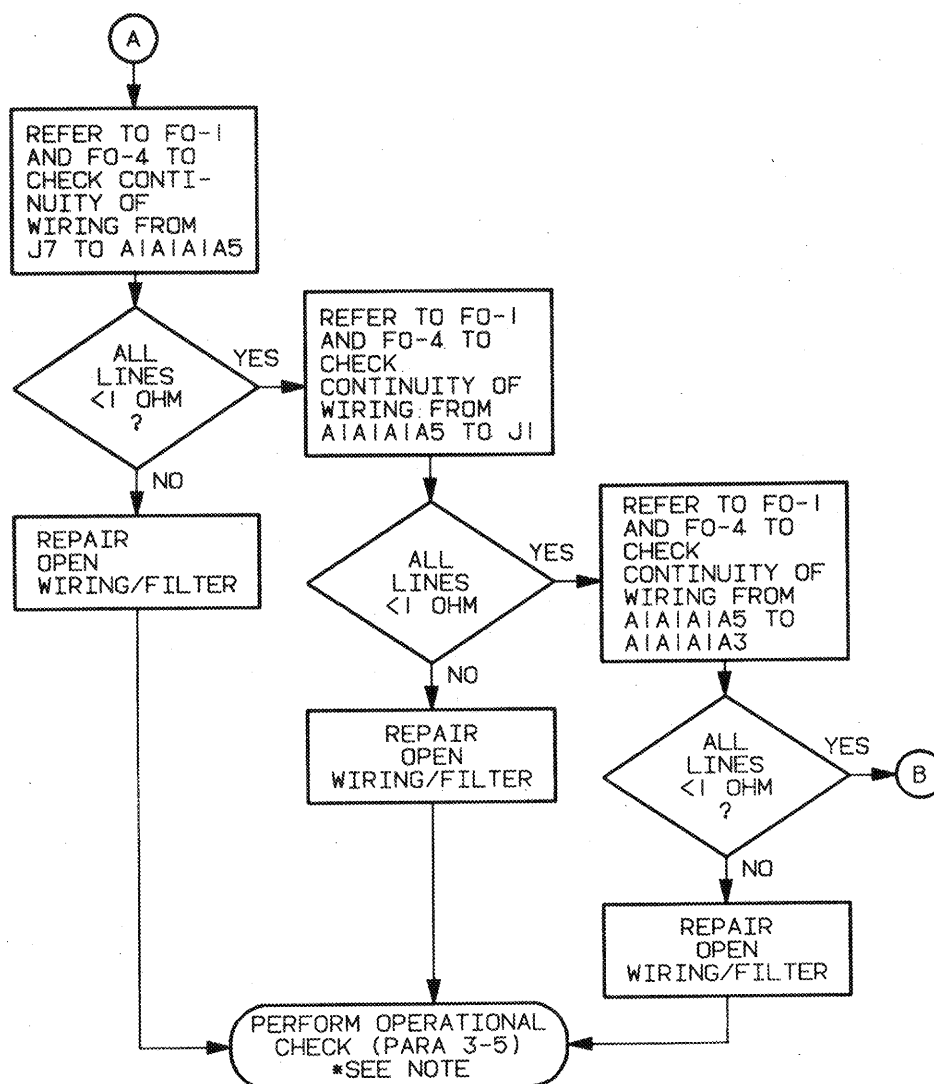 A
REFER TO FO-1
AND FO-4 TO
CHECK CONTI-
NUITY OF
WIRING FROM
J7 TO A1A1A1A5
ALL
LINES
<1 OHM
?
YES
NO
REPAIR
OPEN
WIRING/FILTER
REFER TO FO-1
AND FO-4 TO
CHECK
CONTINUITY OF
WIRING FROM
A1A1A1A5 TO J1
ALL
LINES
<1 OHM
YES
NO
REPAIR
OPEN
WIRING/FILTER
REFER TO FO-1
AND FO-4 TO
CHECK
CONTINUITY OF
WIRING FROM
A1A1A1A5 TO
A1A1A1A3
ALL
LINES
<1 OHM
?
YES
B
NO
REPAIR
OPEN
WIRING/FILTER
PERFORM OPERATIONAL
CHECK (PARA 3-5)
*SEE NOTE